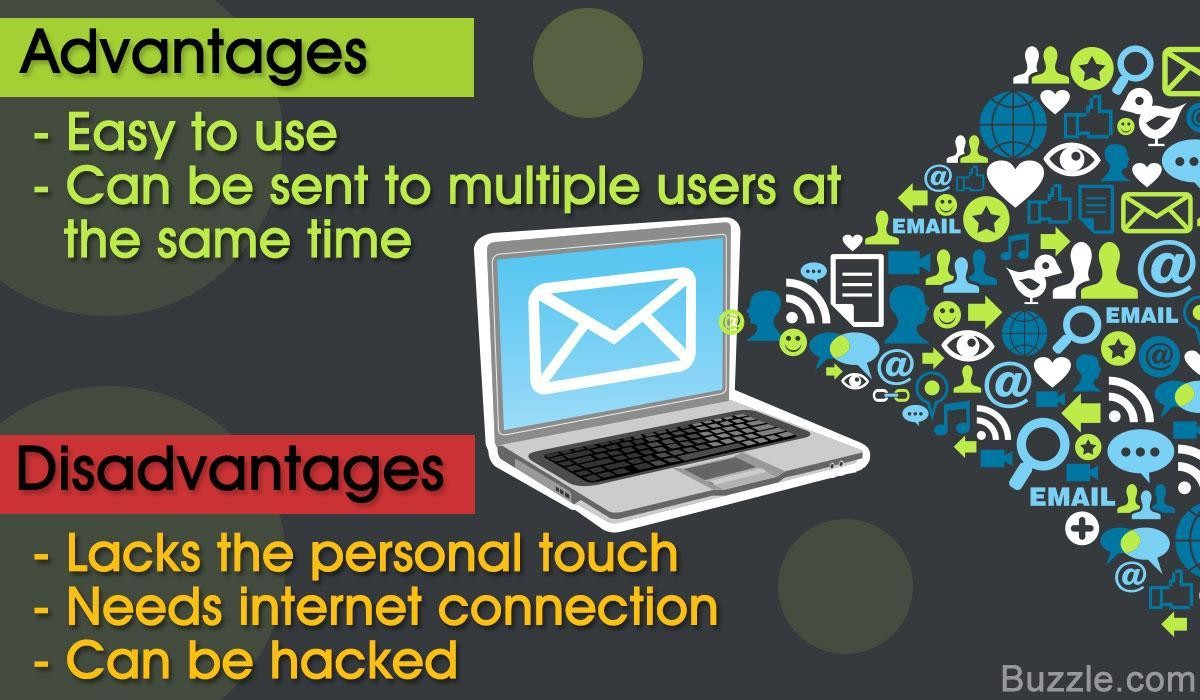 Advantages
- Easy to use
- Can be sent to multiple users at
the same time
EMAIL
EMAIL
Disadvantages
EMAIL
- Lacks the personal touch
- Needs internet connection
- Can be hacked
Buzzle.com